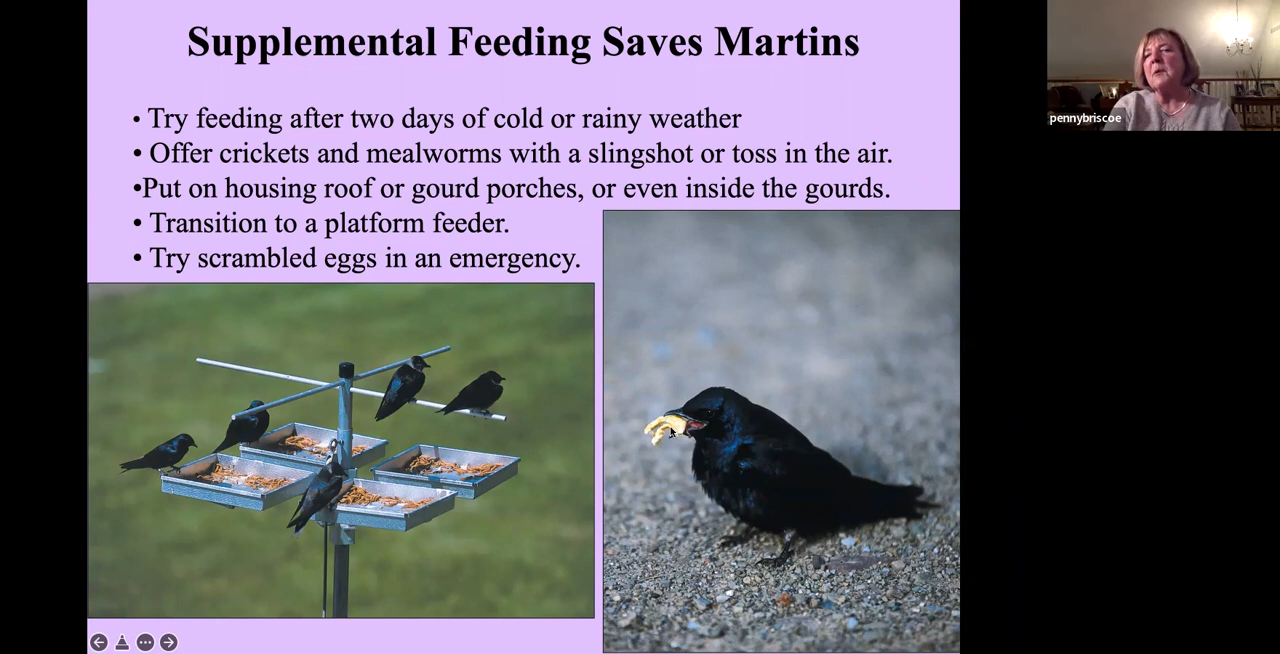 Supplemental Feeding Saves Martins
• Try feeding after two days of cold or rainy weather
• Offer crickets and mealworms with a slingshot or toss in the air.
•Put on housing roof or gourd porches, or even inside the gourds.
• Transition to a platform feeder.
• Try scrambled eggs in an emergency.
pennybriscoe